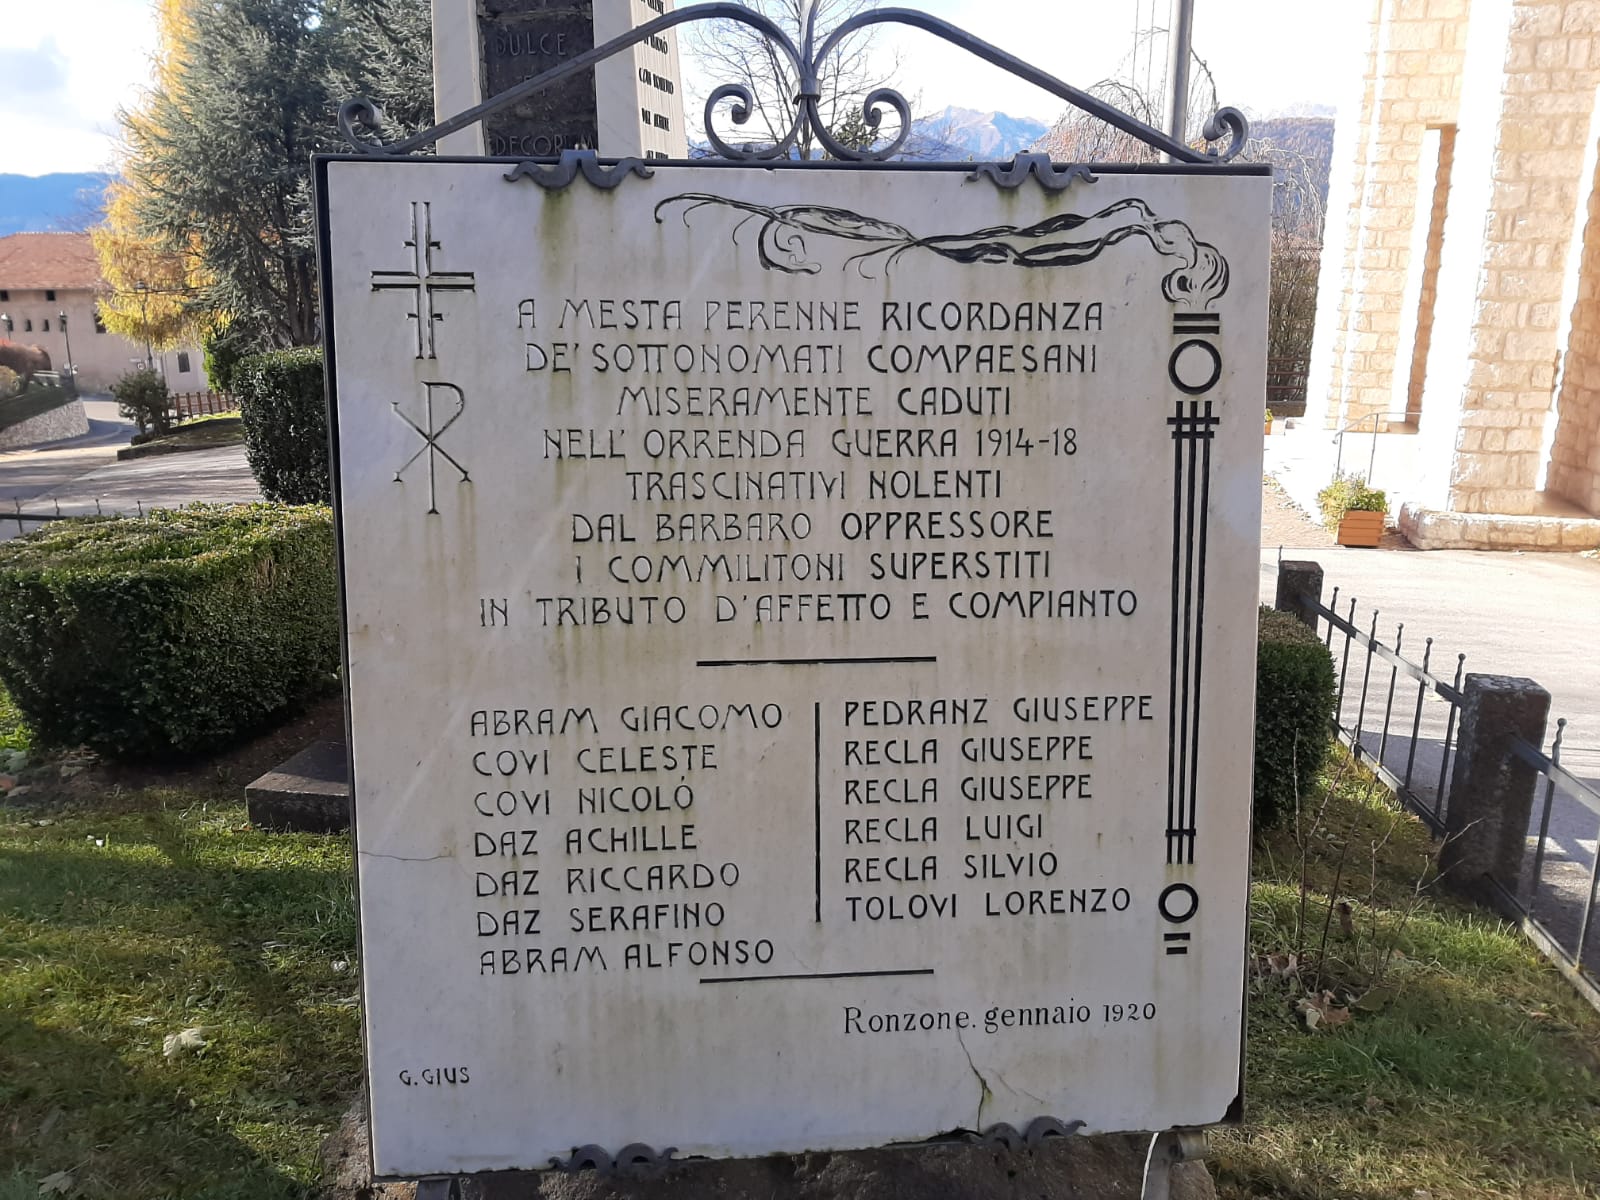 DULCE
ET
DECORUM
A MESTA PERENNE RICORDANZA
DE' SOTTONOMATI COMPAESANI
MISERAMENTE CADUTI
NELL' ORRENDA GUERRA 1914-18
TRASCINATIVI NOLENTI
DAL BARBARO OPPRESSORE
I COMMILITONI SUPERSTITI
IN TRIBUTO D'AFFETTO E COMPIANTO
ABRAM GIACOMO
COVI CELESTE
COVI NICOLÓ
DAZ ACHILLE
DAZ RICCARDO
DAZ SERAFINO
ABRAM ALFONSO
PEDRANZ GIUSEPPE
RECLA GIUSEPPE
RECLA GIUSEPPE
RECLA LUIGI
RECLA SILVIO
TOLOVI LORENZO
Ronzone. gennaio 1920
G. GIUS